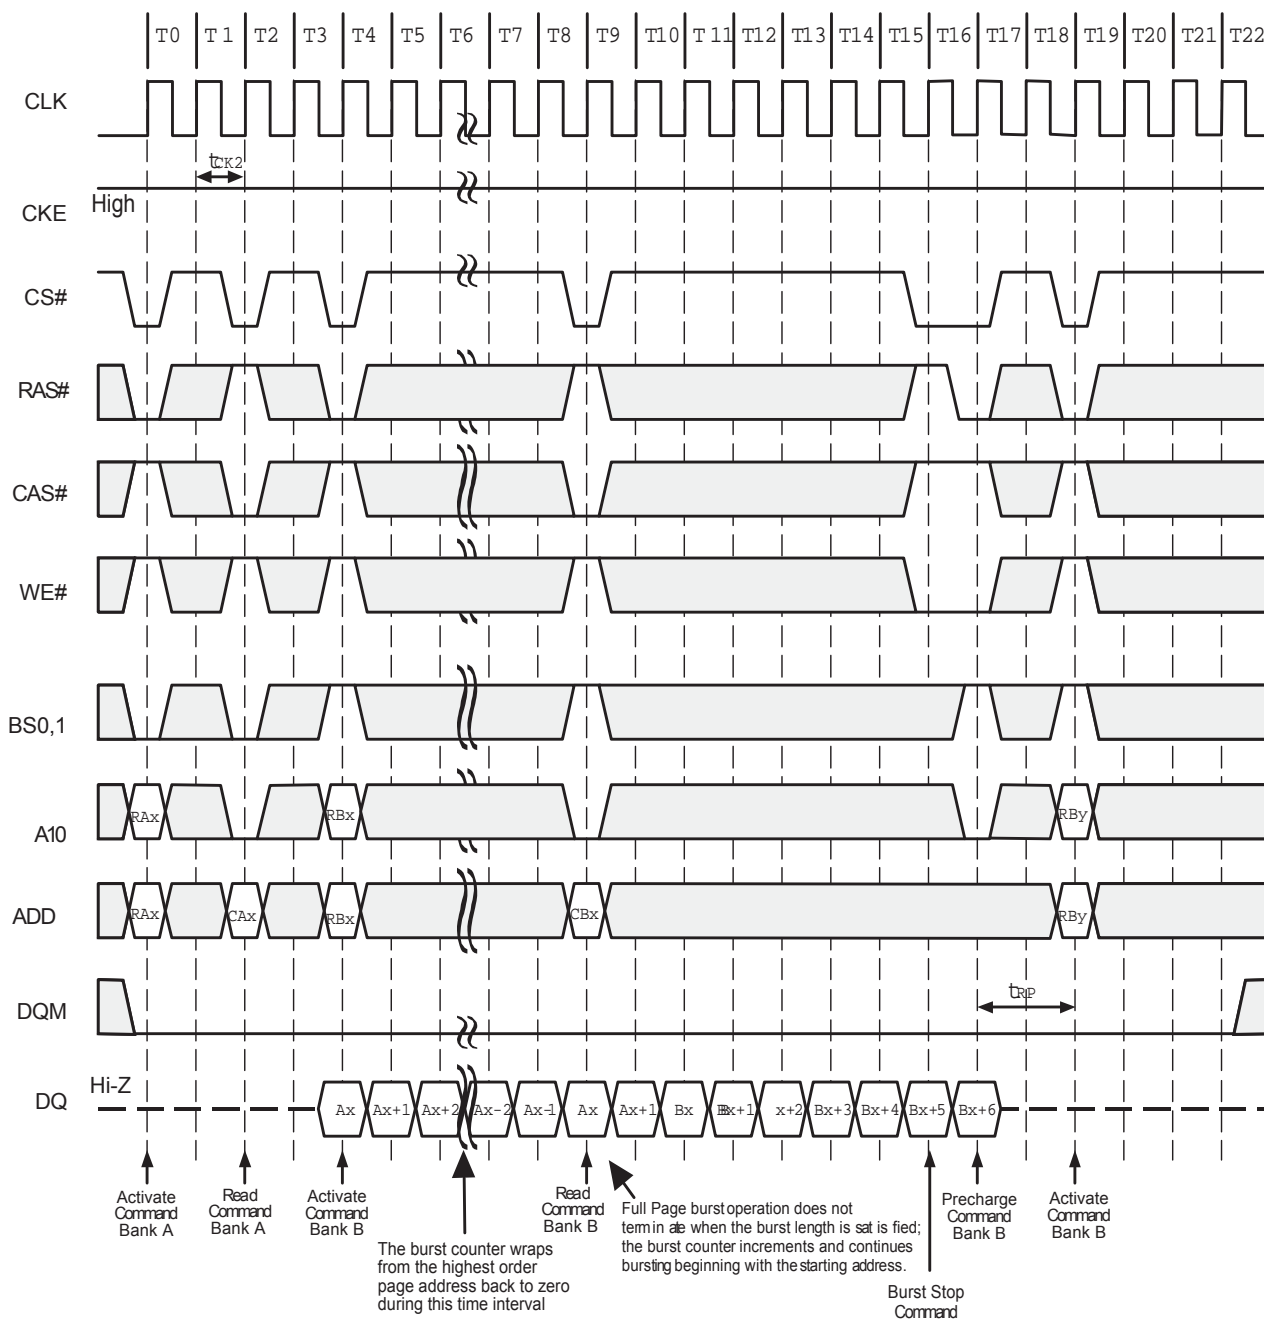 T0 T1 T2 T3 T4 T5 T6 T7 T8 T9 T10 T11 T12 T13 T14 T15 T16 T17 T18 T19 T20 T21 T22
CLK
tCK2
High
CKE
CS#
RAS#
CAS#
WE#
BS0,1
RAx RBx RBy
A10
RAx CAx RBx CBx RBy
ADD
tRP
DQM
Hi-Z
DQ
Ax Ax+1 Ax+2 Ax-2 Ax-1 Ax Ax+1 Bx Bx+1 x+2 Bx+3 Bx+4 Bx+5 Bx+6
Activate
Command
Bank A
Read
Command
Bank A
Activate
Command
Bank B
The burst counter wraps
from the highest order
page address back to zero
during this time interval
Read
Command
Bank B
Full Page burst operation does not
terminate when the burst length is satisfied;
the burst counter increments and continues
bursting beginning with the starting address.
Burst Stop
Command
Precharge
Command
Bank B
Activate
Command
Bank B